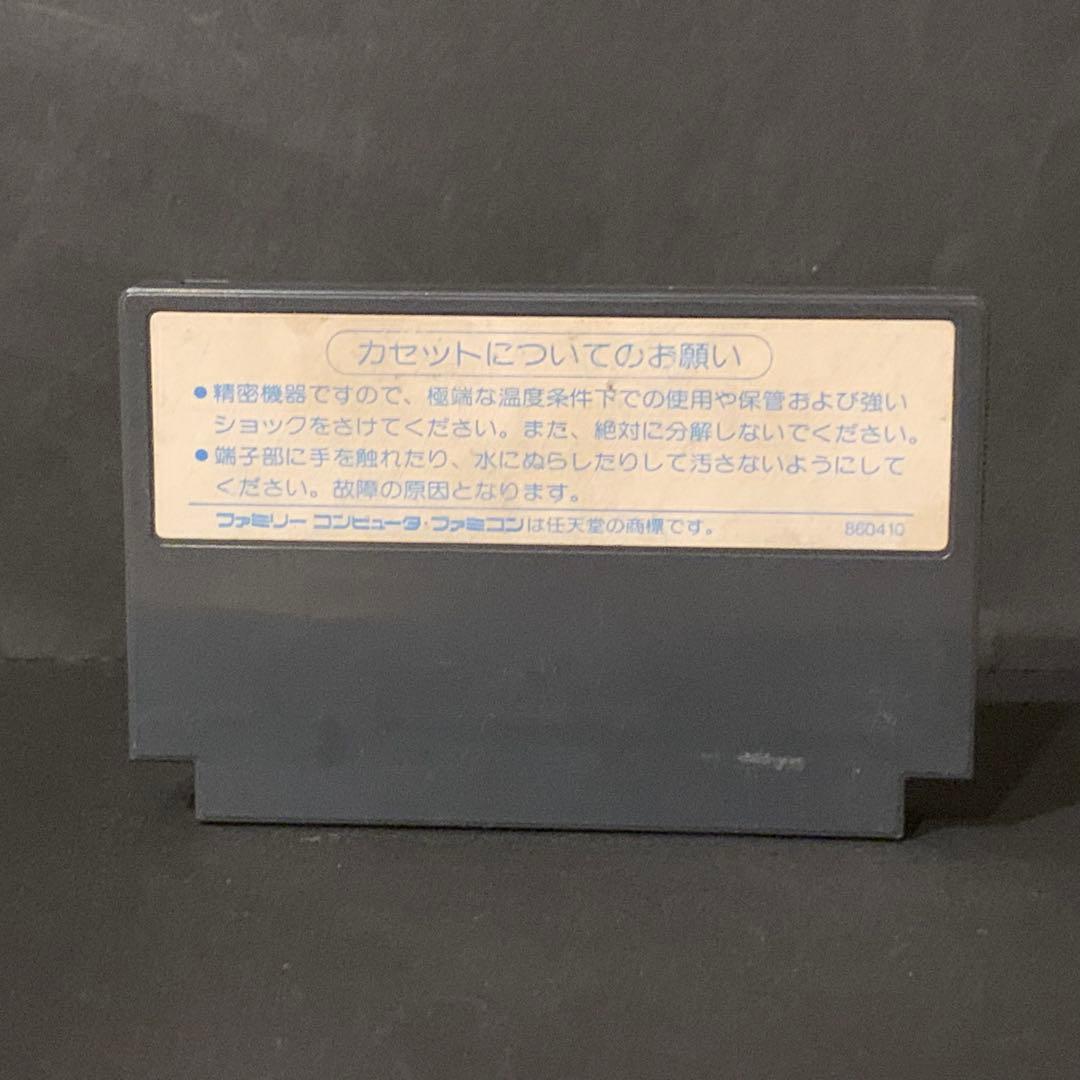 カセットについてのお願い
●精密機器ですので、極端な温度条件下での使用や保管および強い
ショックをさけてください。また、絶対に分解しないでください。
●端子部に手を触れたり、水にぬらしたりして汚さないようにして
ください。故障の原因となります。
ファミリー コンピュータ・ファミコンは任天堂の商標です。 860410